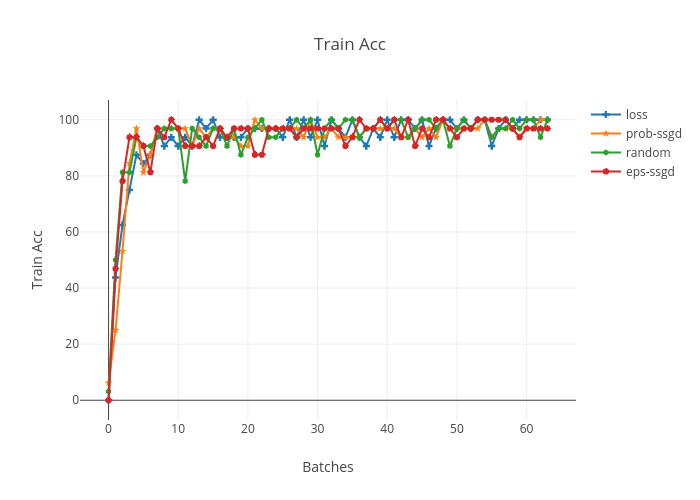 Train Acc
loss
prob-ssgd
random
eps-ssgd
Train Acc
100
80
60
40
20
0
0 10 20 30 40 50 60
Batches